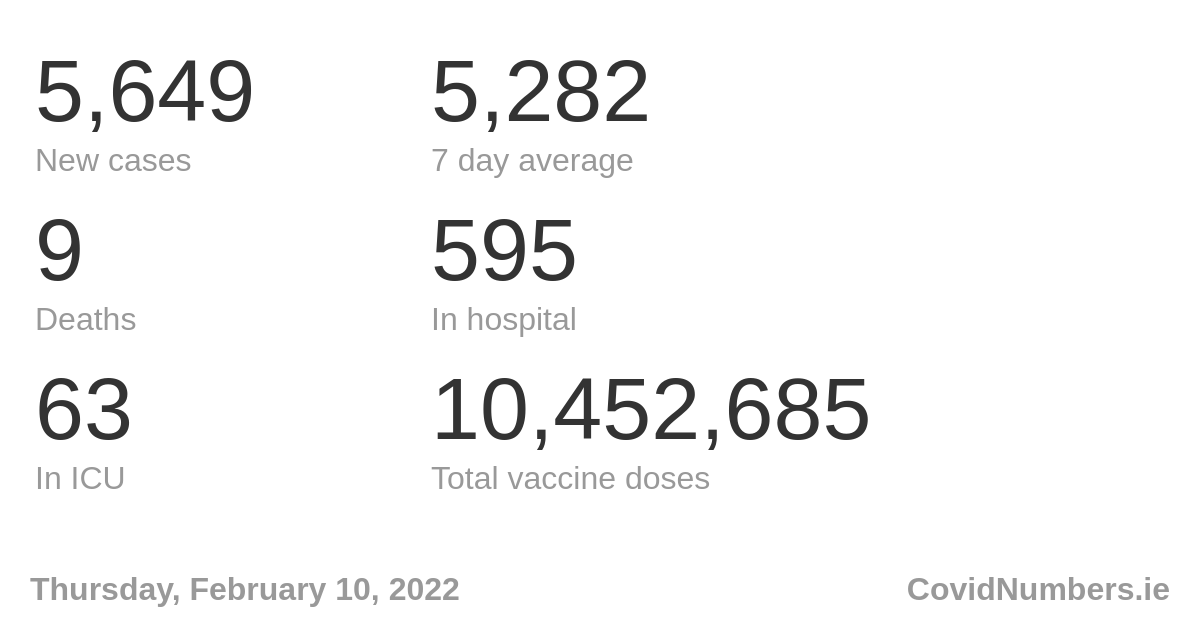 5,649 5,282
New cases 7 day average
9 595
Deaths In hospital
63 10,452,685
In ICU Total vaccine doses
Thursday, February 10, 2022 CovidNumbers.ie